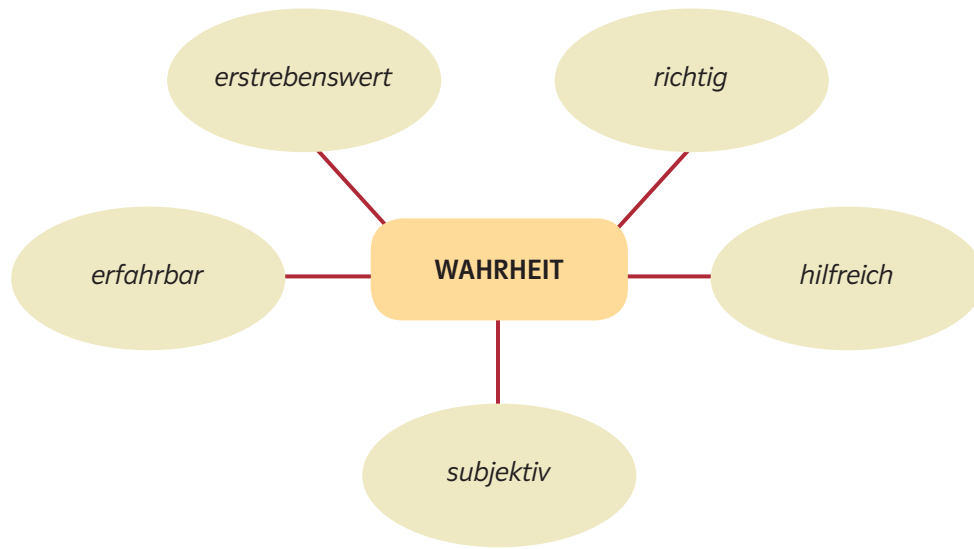 erstrebenswert
richtig
erfahrbar
WAHRHEIT
hilfreich
subjektiv